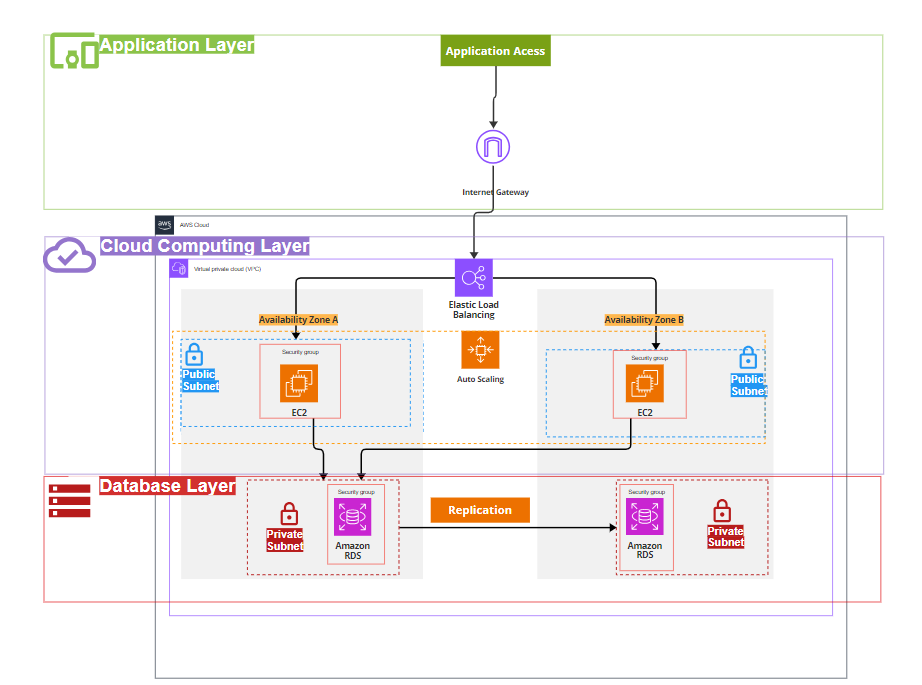 Application Layer
Application Acess
Internet Gateway
aws
AWS Cloud
Cloud Computing Layer
Virtual private cloud (VPC)
Elastic Load
Balancing
Availability Zone A
Availability Zone B
Auto Scaling
Public
Subnet
Security group
EC2
Security group
EC2
Public
Subnet
Database Layer
Private
Subnet
Security group
Amazon
RDS
Replication
Security group
Amazon
RDS
Private
Subnet